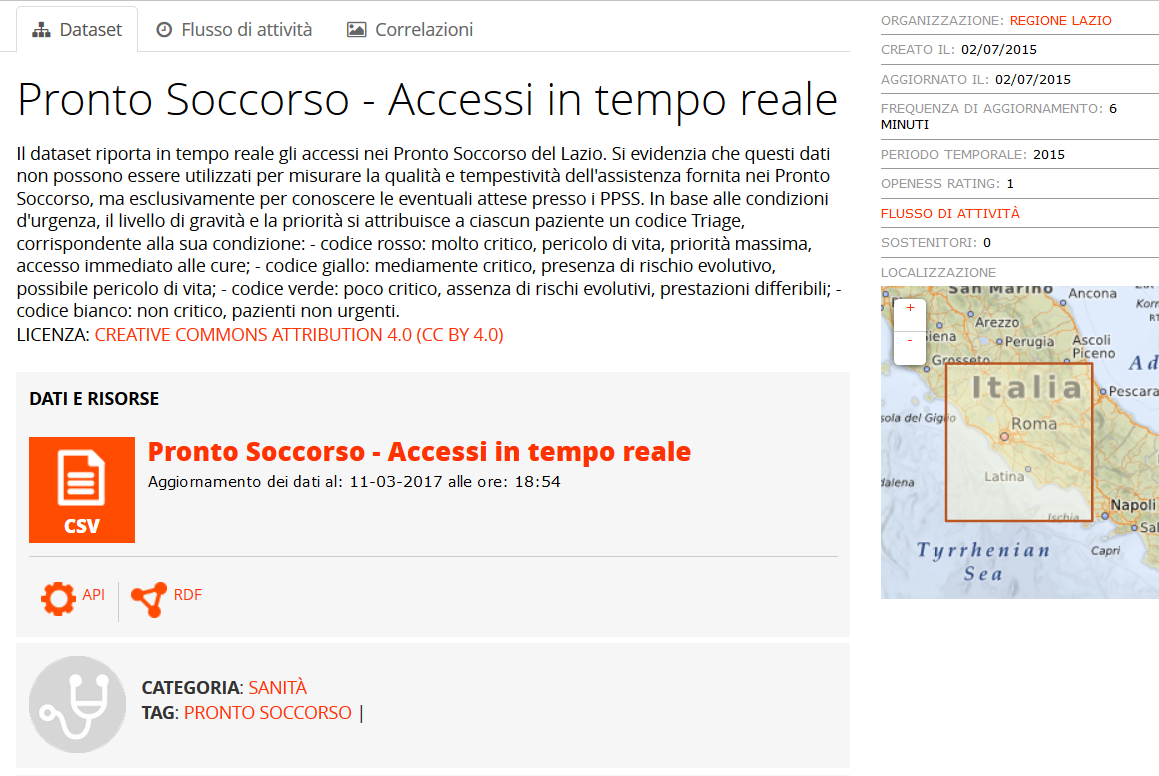 Dataset
Flusso di attività
Correlazioni
Pronto Soccorso - Accessi in tempo reale
Il dataset riporta in tempo reale gli accessi nei Pronto Soccorso del Lazio. Si evidenzia che questi dati
non possono essere utilizzati per misurare la qualità e tempestività dell'assistenza fornita nei Pronto
Soccorso, ma esclusivamente per conoscere le eventuali attese presso i PPSS. In base alle condizioni
d'urgenza, il livello di gravità e la priorità si attribuisce a ciascun paziente un codice Triage,
corrispondente alla sua condizione: - codice rosso: molto critico, pericolo di vita, priorità massima,
accesso immediato alle cure; - codice giallo: mediamente critico, presenza di rischio evolutivo,
possibile pericolo di vita; - codice verde: poco critico, assenza di rischi evolutivi, prestazioni differibili; -
codice bianco: non critico, pazienti non urgenti.
LICENZA: CREATIVE COMMONS ATTRIBUTION 4.0 (CC BY 4.0)
DATI E RISORSE
CSV
Pronto Soccorso - Accessi in tempo reale
Aggiornamento dei dati al: 11-03-2017 alle ore: 18:54
API
RDF
CATEGORIA: SANITÀ
TAG: PRONTO SOCCORSO |
ORGANIZZAZIONE: REGIONE LAZIO
CREATO IL: 02/07/2015
AGGIORNATO IL: 02/07/2015
FREQUENZA DI AGGIORNAMENTO: 6
MINUTI
PERIODO TEMPORALE: 2015
OPENESS RATING: 1
FLUSSO DI ATTIVITÀ
SOSTENITORI: 0
LOCALIZZAZIONE
San Marino
Ancona
+
-
Arezzo
Siena
Perugia
Ascoli
Piceno
Grosseto
Italia
Pescara
Isola del Giglio
Roma
Latina
Ischia
Napoli
Capri
Tyrrhenian
Sea